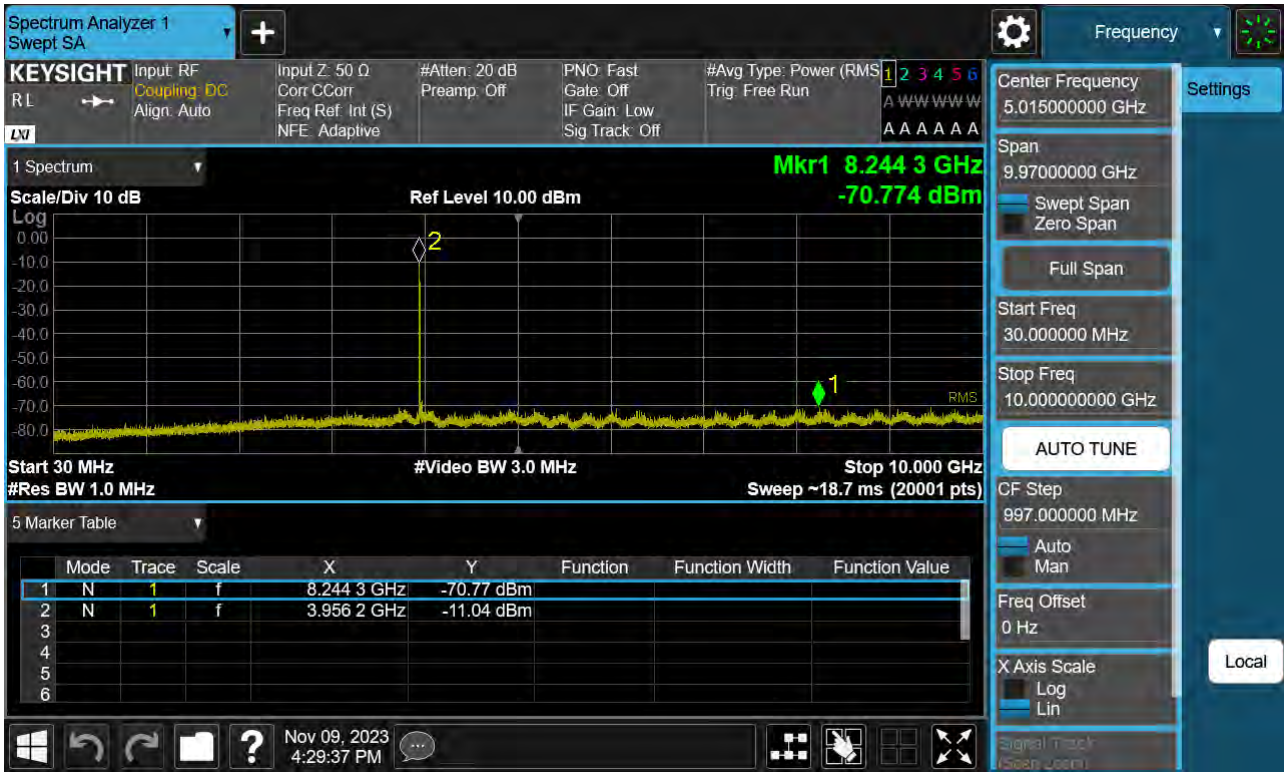 Spectrum Analyzer 1
Swept SA
Frequency
KEYSIGHT
RL
LXI
Input: RF
Coupling: DC
Align: Auto
Input Z: 50 Ω
Corr CCorr
Freq Ref: Int (S)
NFE: Adaptive
#Atten: 20 dB
Preamp: Off
PNO: Fast
Gate: Off
IF Gain: Low
Sig Track: Off
#Avg Type: Power (RMS
Trig: Free Run
1 2 3 4 5 6
A W W W W W
A A A A A A
1 Spectrum
Scale/Div 10 dB
Ref Level 10.00 dBm
Mkr1 8.244 3 GHz
-70.774 dBm
Log
0.00
-10.0
-20.0
-30.0
-40.0
-50.0
-60.0
-70.0
-80.0
2
1
RMS
Start 30 MHz
#Video BW 3.0 MHz
Stop 10.000 GHz
#Res BW 1.0 MHz
Sweep ~18.7 ms (20001 pts)
5 Marker Table
Mode Trace Scale X Y Function Function Width Function Value
1 N 1 f 8.244 3 GHz -70.77 dBm
2 N 1 f 3.956 2 GHz -11.04 dBm
3
4
5
6
Nov 09, 2023
4:29:37 PM
?
Center Frequency
5.015000000 GHz
Span
9.97000000 GHz
Swept Span
Zero Span
Full Span
Start Freq
30.000000 MHz
Stop Freq
10.000000000 GHz
AUTO TUNE
CF Step
997.000000 MHz
Auto
Man
Freq Offset
0 Hz
X Axis Scale
Log
Lin
Signal Track
(Span Zoom)
Settings
Local